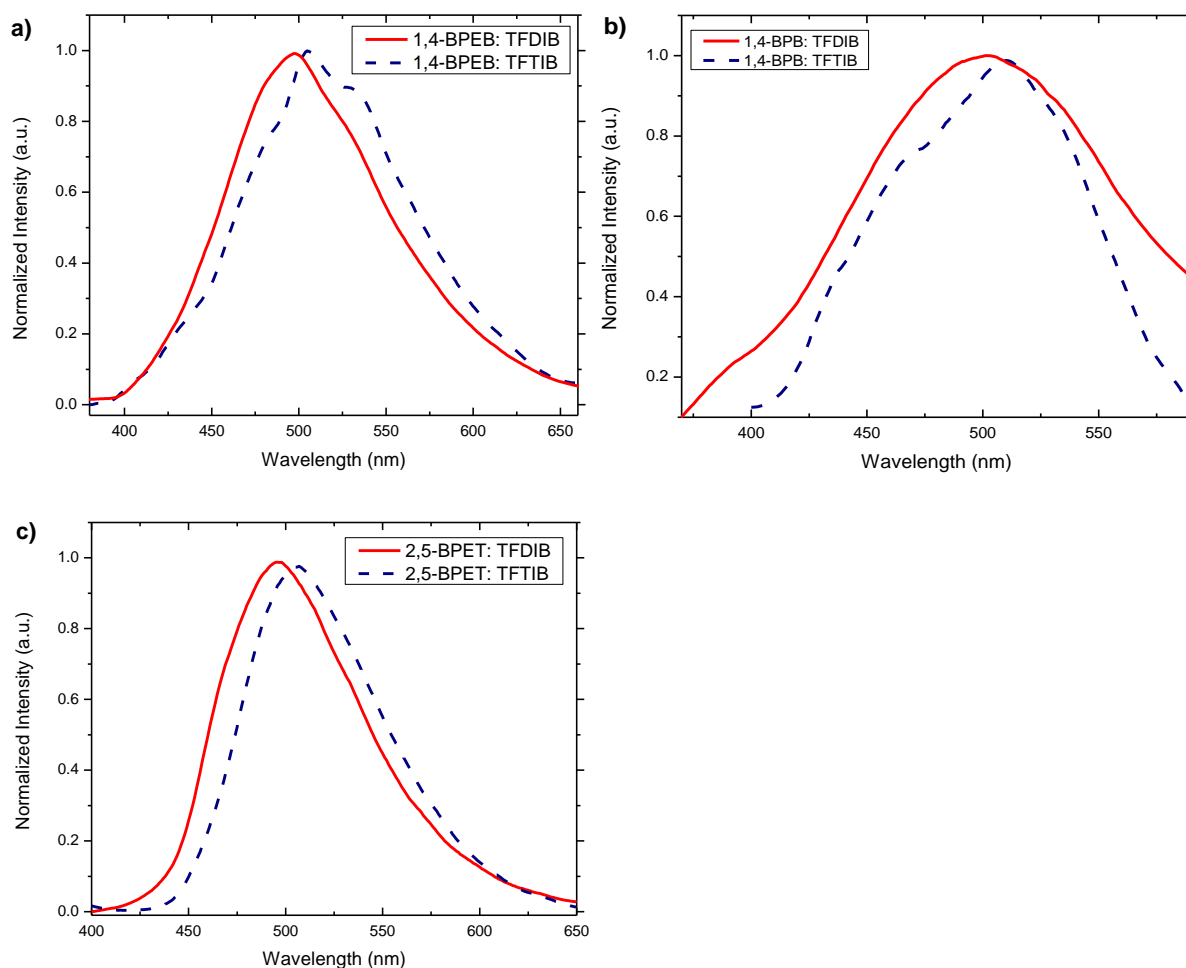 a)
1,4-BPEB: TFDIB
1,4-BPEB: TFTIB
Normalized Intensity (a.u.)
1.0
0.8
0.6
0.4
0.2
0.0
400 450 500 550 600 650
Wavelength (nm)
b)
1,4-BPB: TFDIB
1,4-BPB: TFTIB
Normalized Intensity (a.u.)
1.0
0.8
0.6
0.4
0.2
400 450 500 550
Wavelength (nm)
c)
2,5-BPET: TFDIB
2,5-BPET: TFTIB
Normalized Intensity (a.u.)
1.0
0.8
0.6
0.4
0.2
0.0
400 450 500 550 600 650
Wavelength (nm)